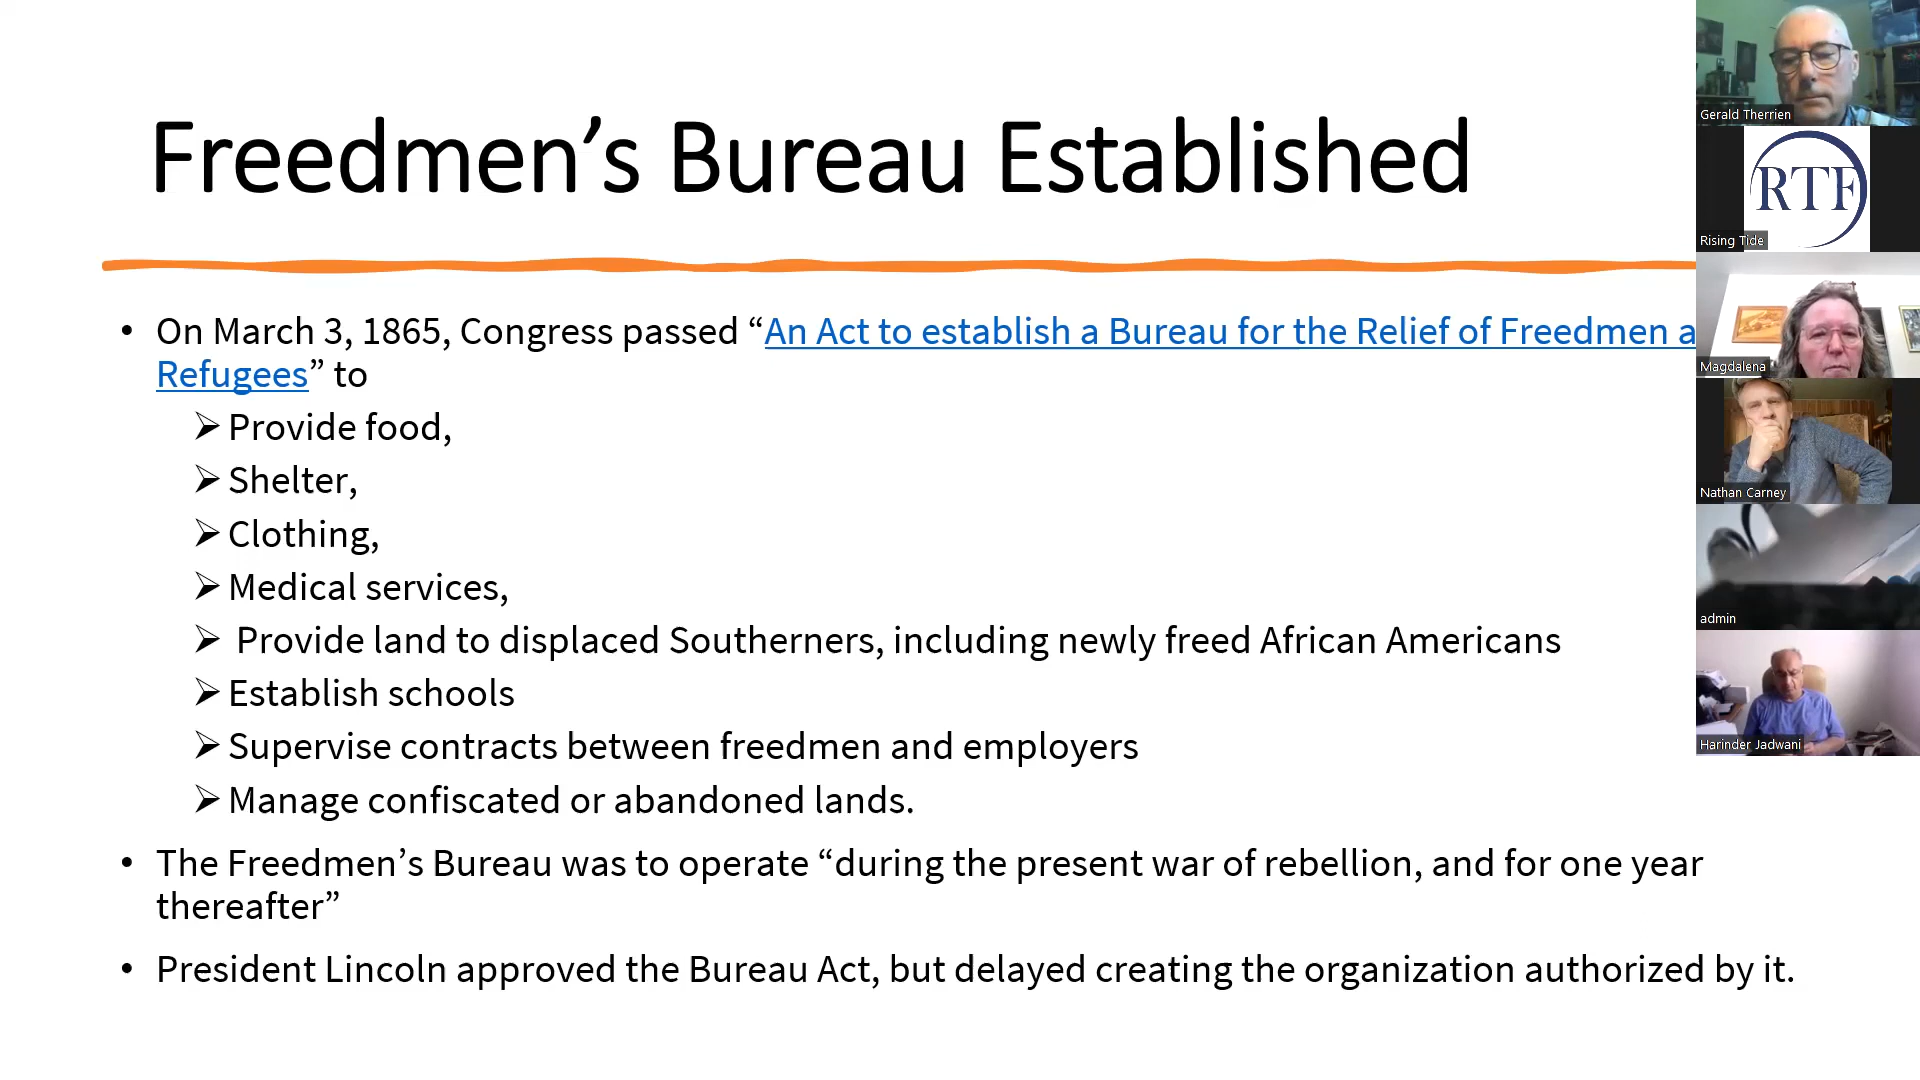 Freedmen’s Bureau Established
• On March 3, 1865, Congress passed “An Act to establish a Bureau for the Relief of Freedmen a
Refugees” to
➢ Provide food,
➢ Shelter,
➢ Clothing,
➢ Medical services,
➢ Provide land to displaced Southerners, including newly freed African Americans
➢ Establish schools
➢ Supervise contracts between freedmen and employers
➢ Manage confiscated or abandoned lands.
• The Freedmen’s Bureau was to operate “during the present war of rebellion, and for one year
thereafter”
• President Lincoln approved the Bureau Act, but delayed creating the organization authorized by it.
Gerald Therrien
RTF
Rising Tide
Magdalena
Nathan Carney
admin
Harinder Jadwani